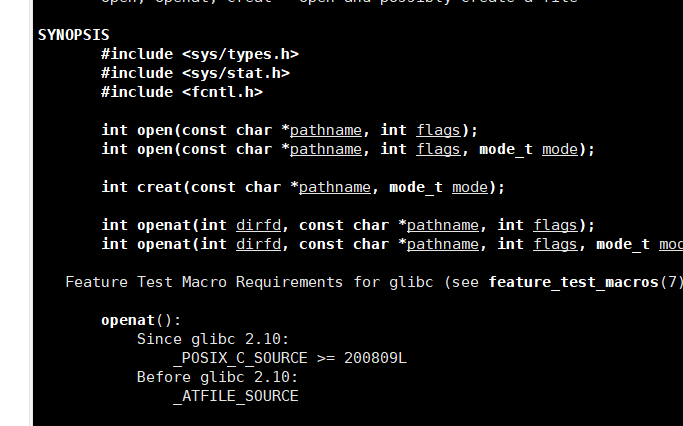 open, openat, creat - open and possibly create a file
SYNOPSIS
#include <sys/types.h>
#include <sys/stat.h>
#include <fcntl.h>
int open(const char *pathname, int flags);
int open(const char *pathname, int flags, mode_t mode);
int creat(const char *pathname, mode_t mode);
int openat(int dirfd, const char *pathname, int flags);
int openat(int dirfd, const char *pathname, int flags, mode_t mod
Feature Test Macro Requirements for glibc (see feature_test_macros(7)
openat():
Since glibc 2.10:
_POSIX_C_SOURCE >= 200809L
Before glibc 2.10:
_ATFILE_SOURCE